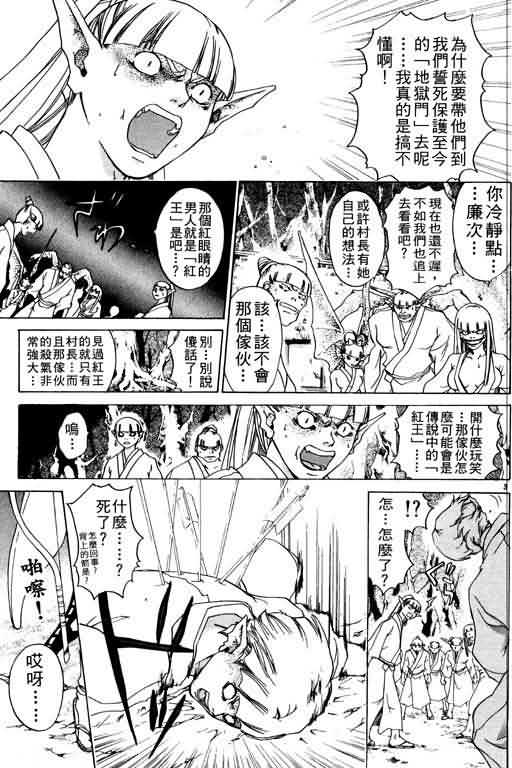 為什麼要帶他們到
我們誓死保護至今
的「地獄門」去呢
……我真的是搞不
懂啊！
你冷靜點…
…廉次…
現在也還不遲，
不如我們也追上
去看看吧？
或許村長有她
自己的想法…
該…該不會
那個傢伙…
那個紅眼睛的
男人就是「紅
王」是吧…？
別…別說
傻話了！
見過紅王
的就只有
村長…而
且那傢伙
的殺氣非
常強大…
開什麼玩笑
…那傢伙怎
麼可能會是
傳說中的「
紅王」…
嗚…
3
!?
怎…怎麼了？
什麼…
死了？
怎麼回事？
背上的箭是？
……
啪嚓！
哎呀……